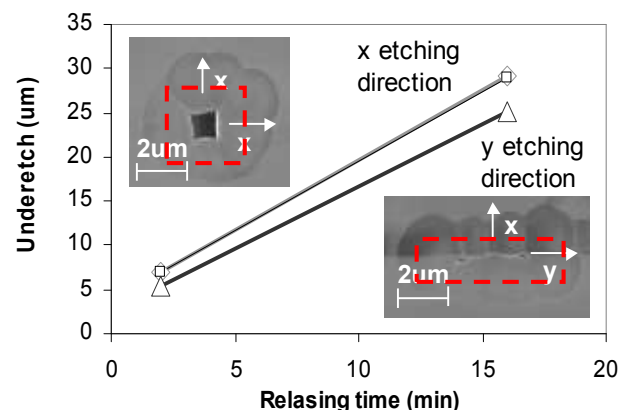 35
30
25
20
15
10
5
0
Underetch (um)
x
x
2um
x etching
direction
y etching
direction
x
y
2um
0
5
10
15
20
Relasing time (min)